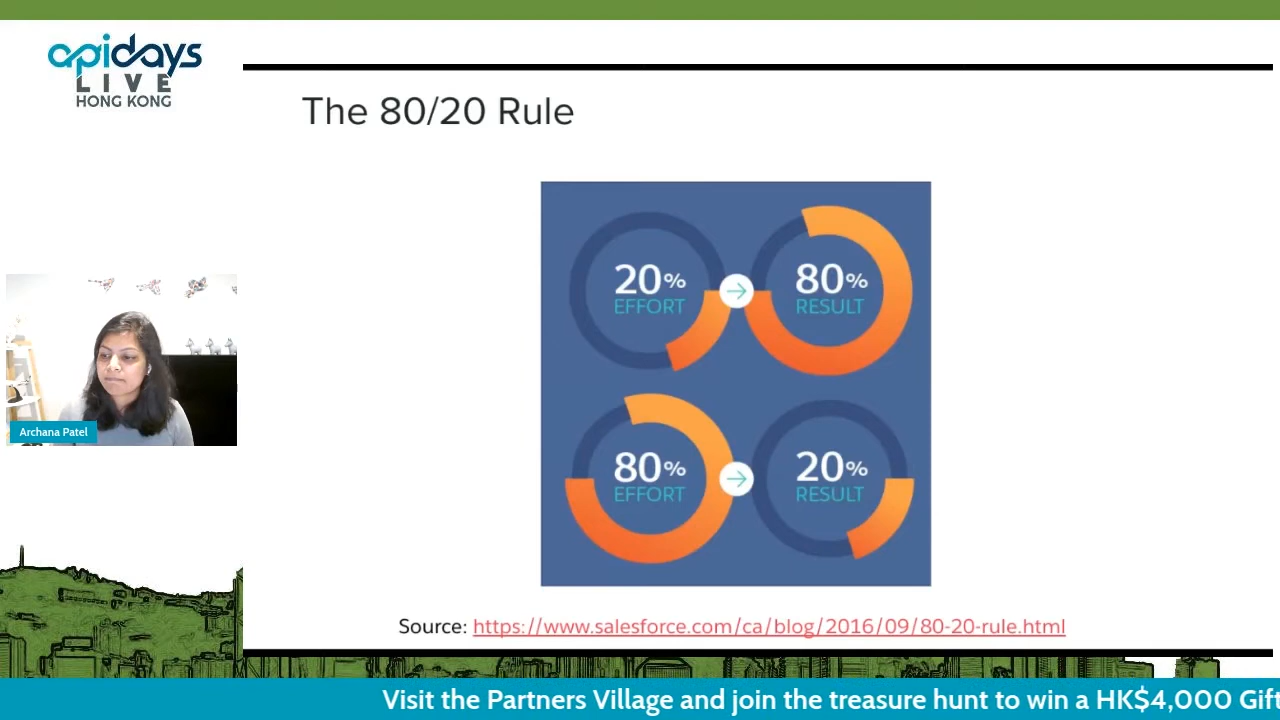 apidays
LIVE
HONG KONG
The 80/20 Rule
20%
EFFORT
80%
RESULT
80%
EFFORT
20%
RESULT
Archana Patel
Source: https://www.salesforce.com/ca/blog/2016/09/80-20-rule.html
Visit the Partners Village and join the treasure hunt to win a HK$4,000 Gift